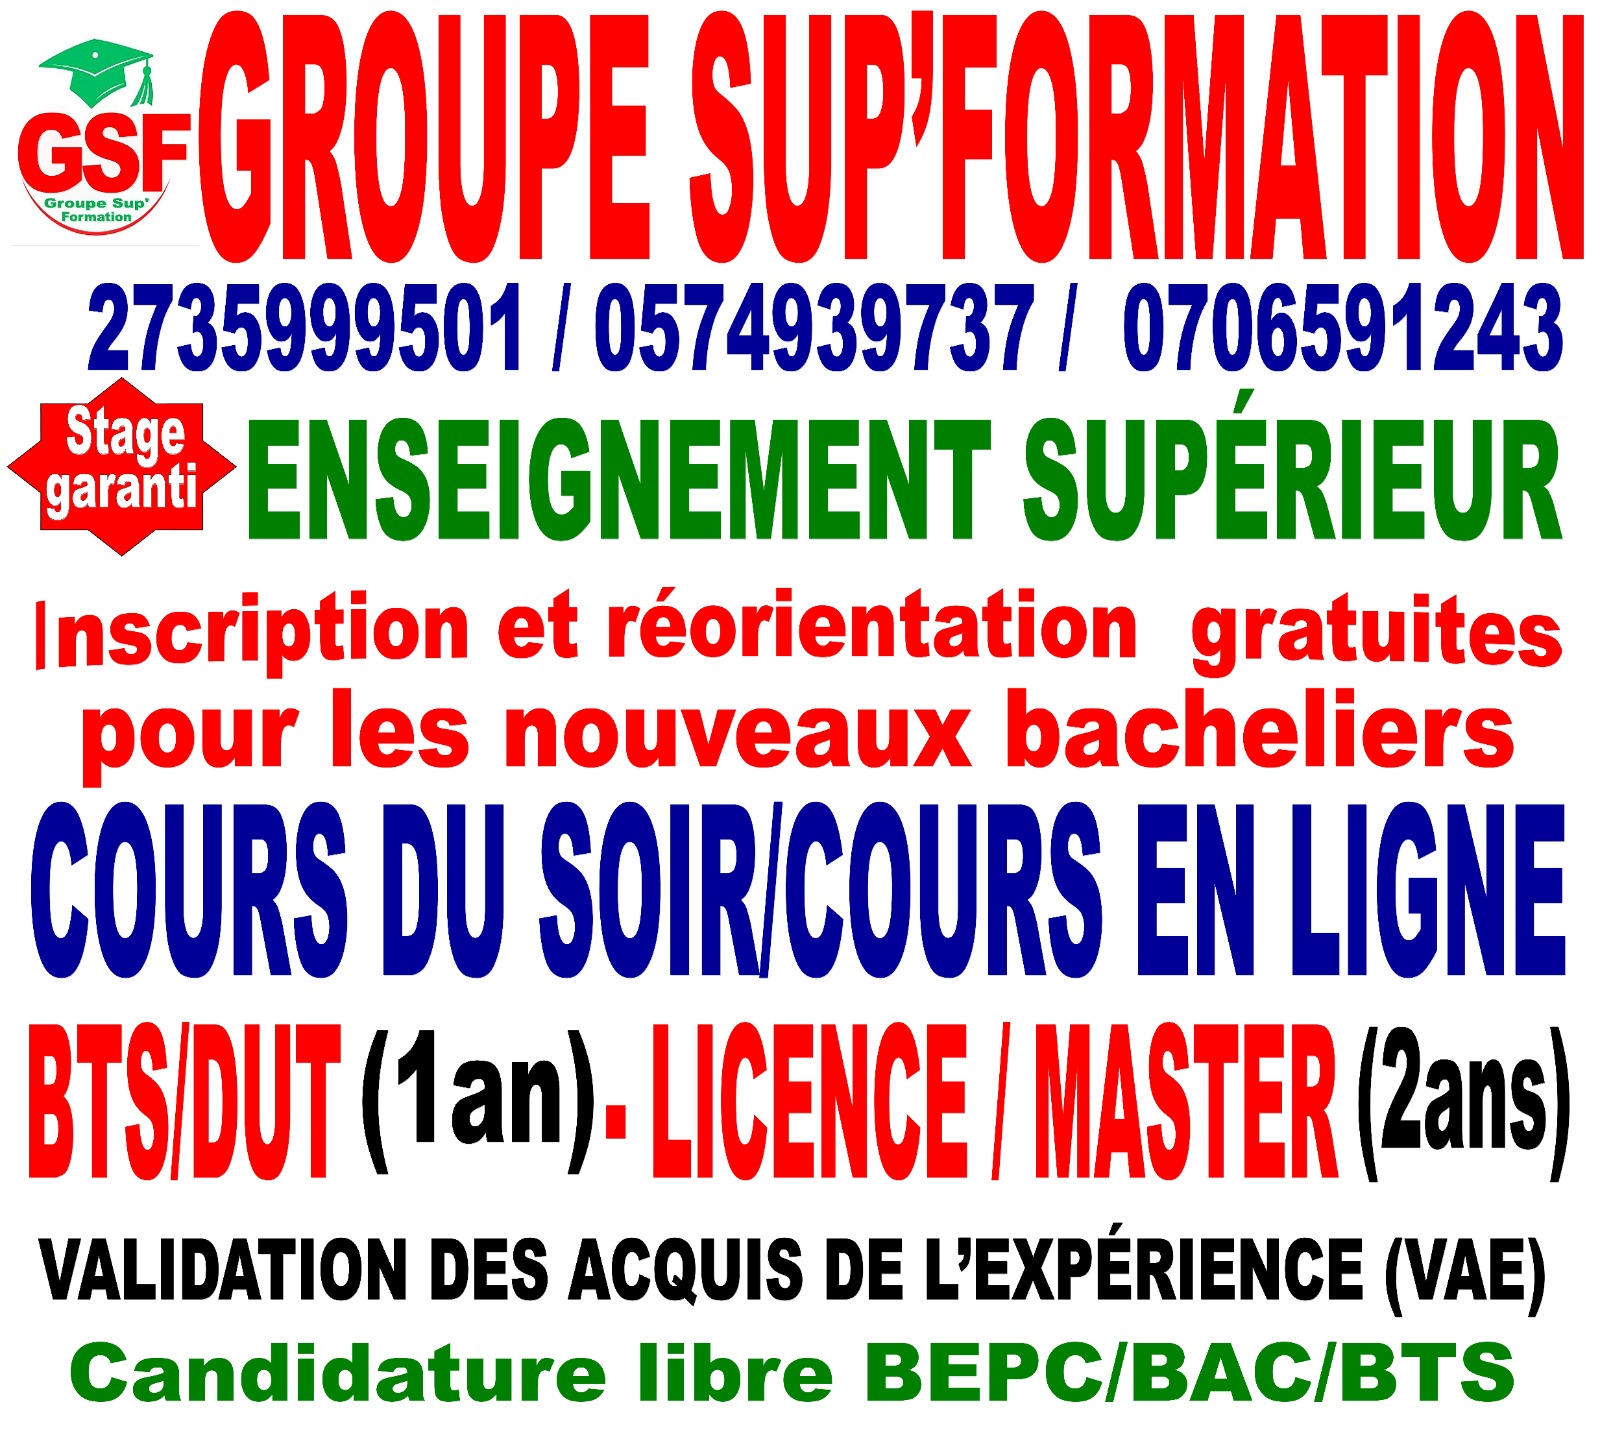 GSF
Groupe Sup'
Formation
GROUPE SUP’FORMATION
2735999501 / 0574939737 / 0706591243
Stage
garanti
ENSEIGNEMENT SUPÉRIEUR
Inscription et réorientation gratuites
pour les nouveaux bacheliers
COURS DU SOIR/COURS EN LIGNE
BTS/DUT (1an)- LICENCE / MASTER (2ans)
VALIDATION DES ACQUIS DE L’EXPÉRIENCE (VAE)
Candidature libre BEPC/BAC/BTS